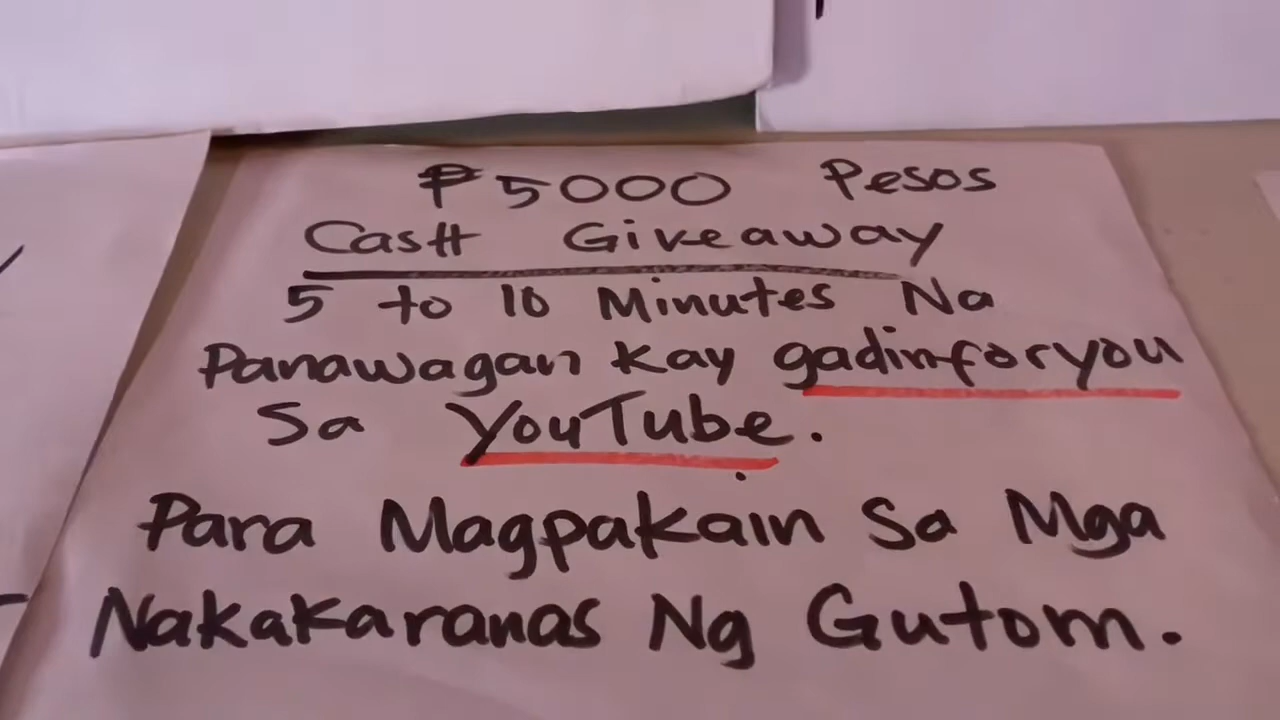 ₱5000 Pesos
Cash Giveaway
5 to 10 Minutes Na
Panawagan Kay gadinforyou
Sa YouTube.
Para Magpakain Sa Mga
Nakakaranas Ng Gutom.